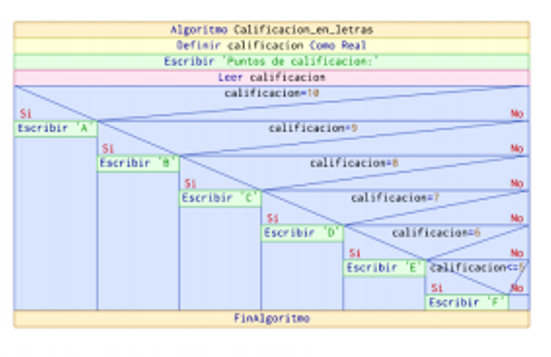 Algoritmo Calificacion_en_letras
Definir calificacion Como Real
Escribir 'Puntos de calificacion:'
Leer calificacion
calificacion=10
Si No
Escribir 'A' calificacion=9
Si No
Escribir 'B' calificacion=8
Si No
Escribir 'C' calificacion=7
Si No
Escribir 'D' calificacion=6
Si No
Escribir 'E' calificacion<=5
Si No
Escribir 'F'
FinAlgoritmo